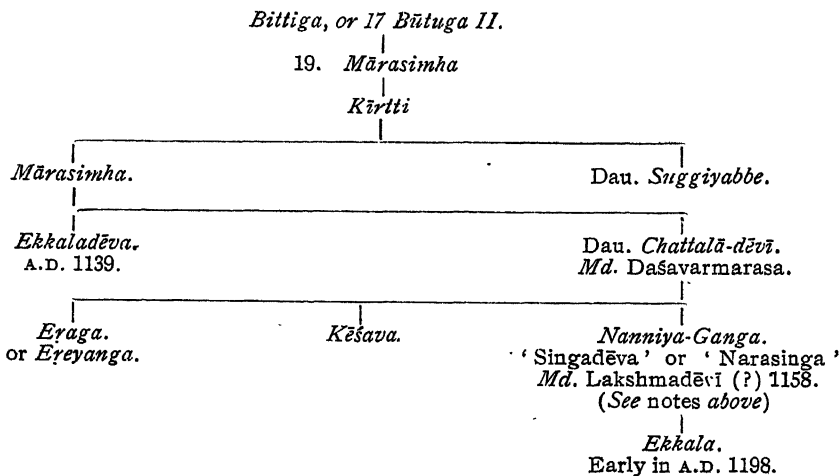 Bittiga, or 17 Būtuga II.
19. Mārasimha
Kīrtti
Mārasimha. Dau. Suggiyabbe.
Ekkaladēva. Dau. Chattalā-dēvī.
A.D. 1139. Md. Daśavarmarasa.
Eṛaga. Kēśava. Nanniya-Ganga.
or Eṛeyanga. ‘ Singadēva ’ or ‘ Narasinga ’
Md. Lakshmadēvī (?) 1158.
(See notes above)
Ekkala.
Early in A.D. 1198.